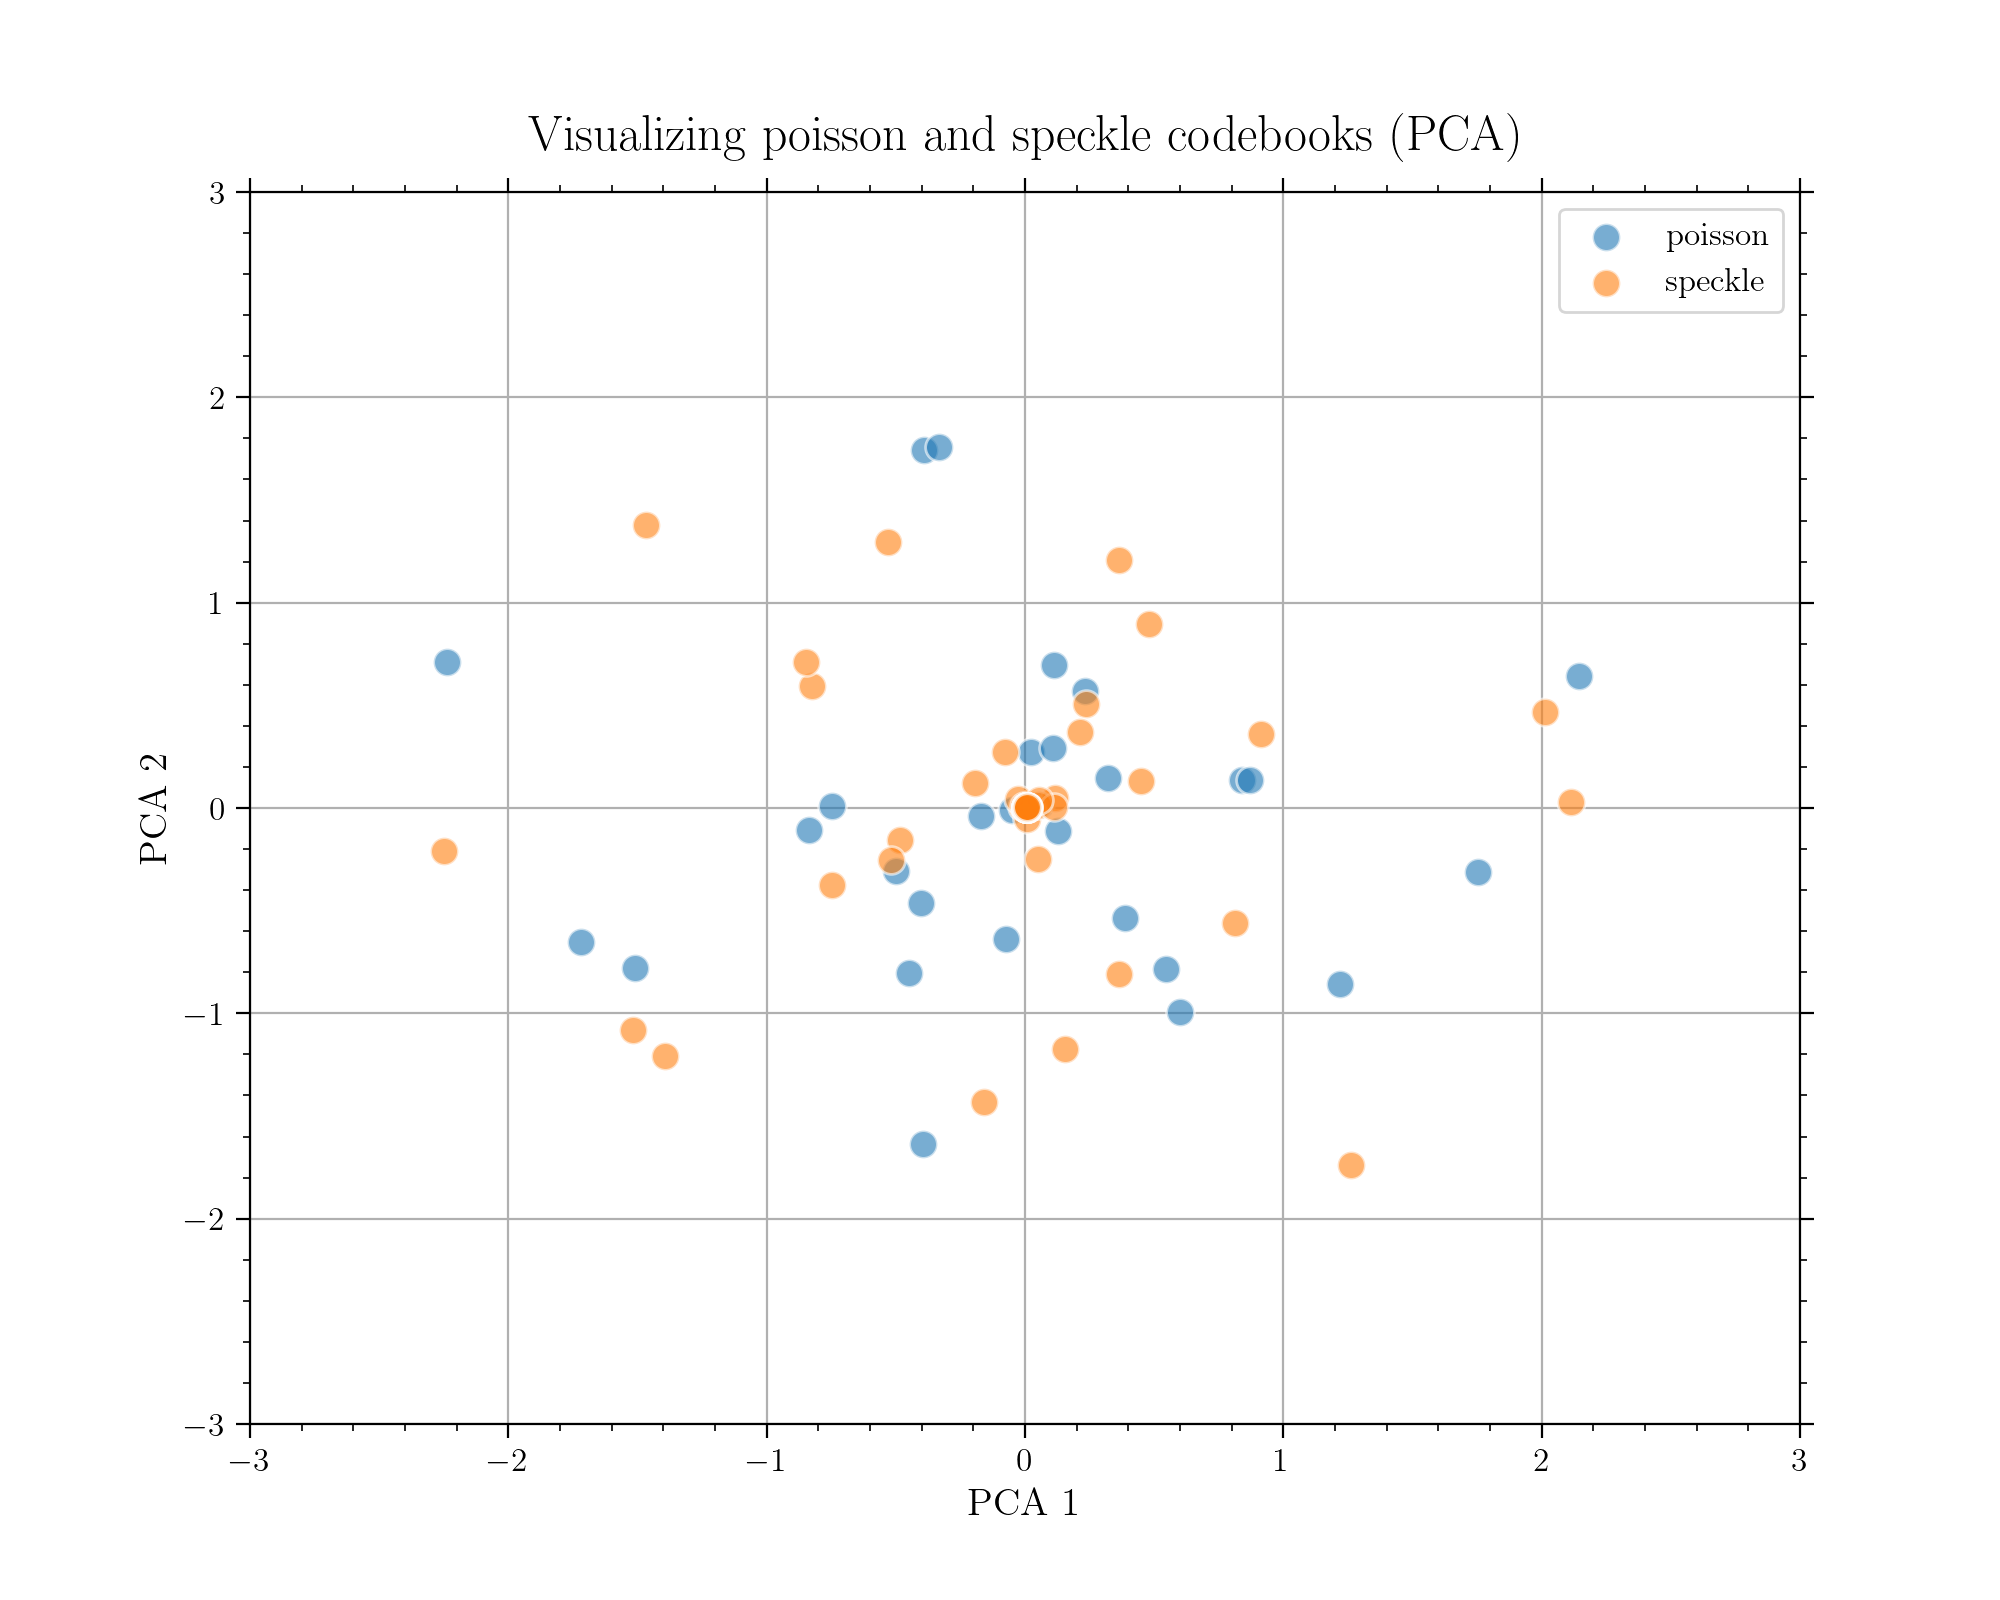 Visualizing poisson and speckle codebooks (PCA)
3
2
1
0
−1
−2
−3
PCA 2
poisson
speckle
−3 −2 −1 0 1 2 3
PCA 1